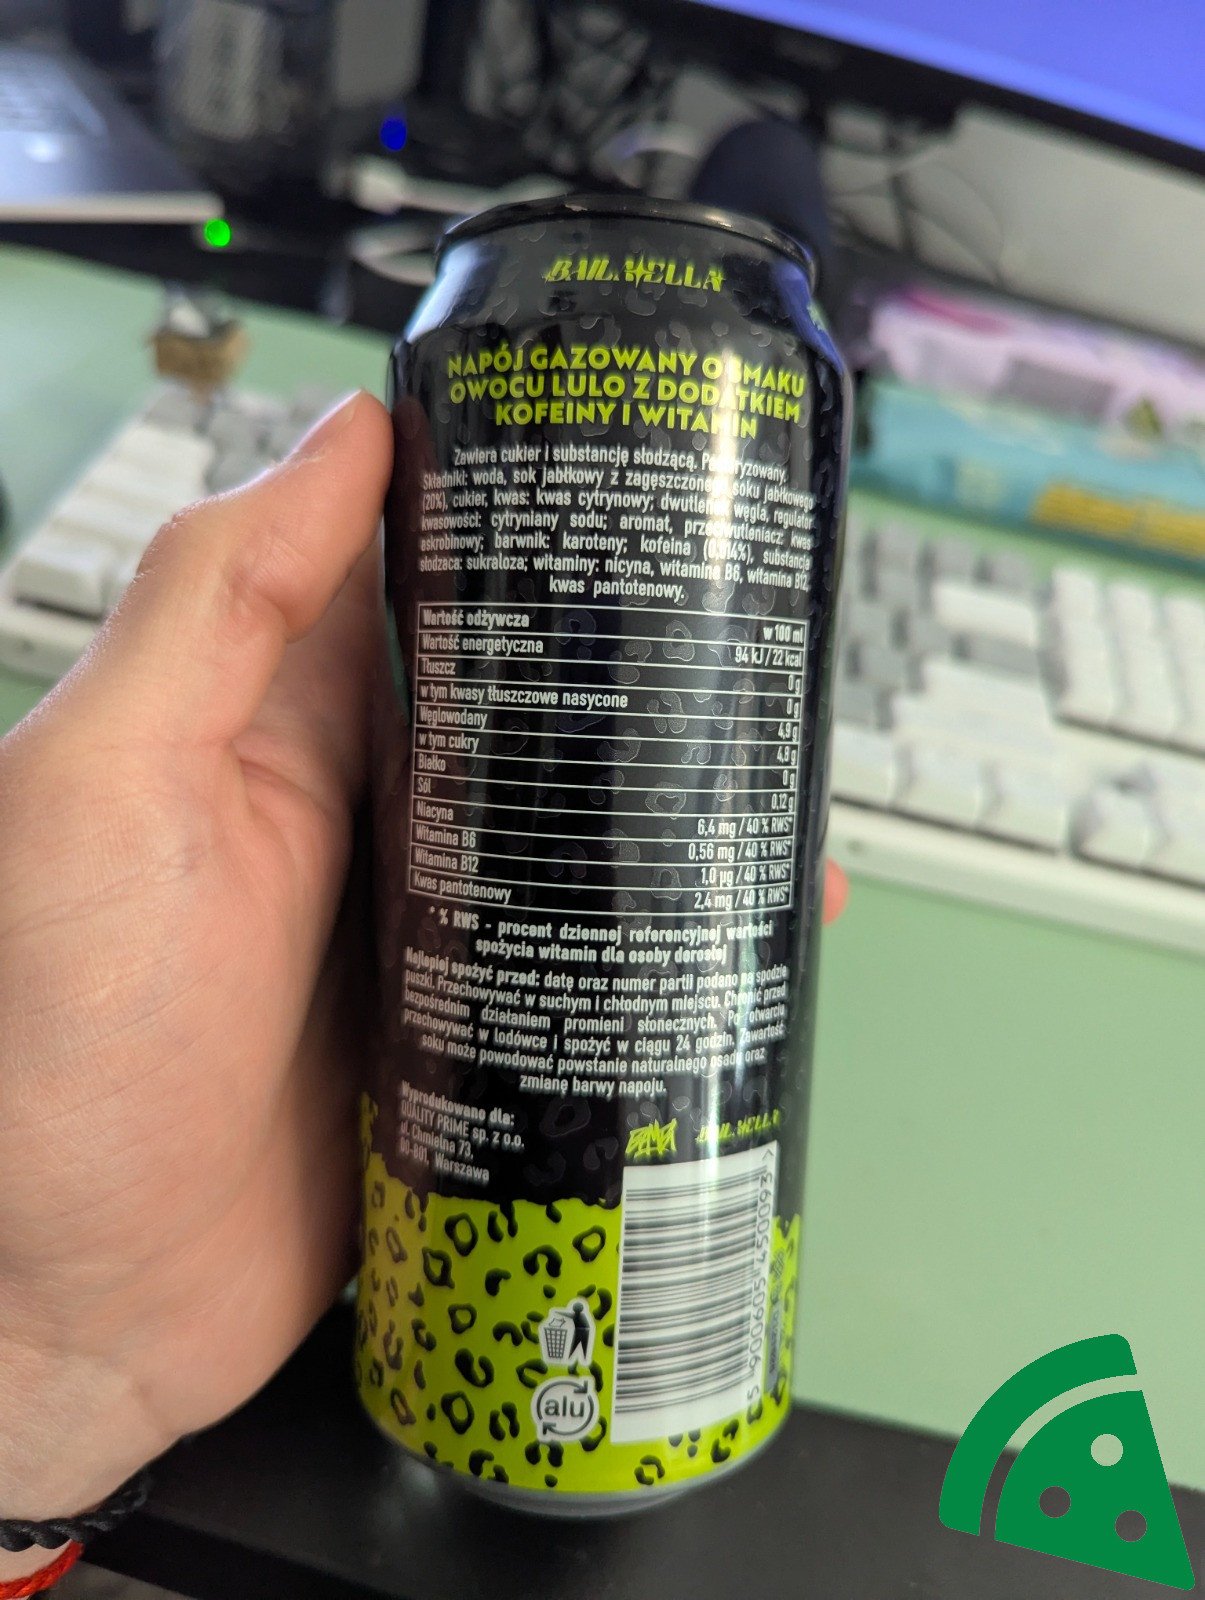 NAPÓJ GAZOWANY O SMAKU
OWOCU LULO Z DODATKIEM
KOFEINY I WITAMIN
Zawiera cukier i substancję słodzącą. Pasteryzowany.
Składniki: woda, sok jabłkowy z zagęszczonego soku jabłkowego
(20%), cukier, kwas: kwas cytrynowy; dwutlenek węgla, regulator
kwasowości: cytryniany sodu; aromat, przeciwutleniacz: kwas
askrobinowy; barwnik: karoteny; kofeina substancja
słodząca: sukraloza; witaminy: nicyna, witamina B6, witamina B12,
kwas pantotenowy.
Wartość odżywcza w 100 ml
Wartość energetyczna 94 kJ / 22 kcal
Tłuszcz 0 g
w tym kwasy tłuszczowe nasycone 0 g
Węglowodany 4,9 g
w tym cukry 4,8 g
Białko 0 g
Sól 0,12 g
Niacyna 6,4 mg / 40 % RWS*
Witamina B6 0,56 mg / 40 % RWS*
Witamina B12 1,0 µg / 40 % RWS*
Kwas pantotenowy 2,4 mg / 40 % RWS*
* % RWS - procent dziennej referencyjnej wartości
spożycia witamin dla osoby dorosłej
Najlepiej spożyć przed: datę oraz numer partii podano na spodzie
puszki. Przechowywać w suchym i chłodnym miejscu. Chronić przed
bezpośrednim działaniem promieni słonecznych. Po otwarciu
przechowywać w lodówce i spożyć w ciągu 24 godzin. Zawartość
soku może powodować powstanie naturalnego osadu oraz
zmianę barwy napoju.
Wyprodukowano dla:
QUALITY PRIME sp. z o.o.
ul. Chmielna 73,
00-801, Warszawa
5 900605 450093 >
alu